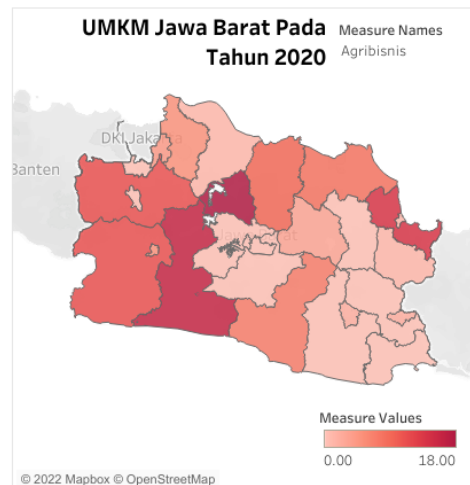 UMKM Jawa Barat Pada
Tahun 2020
Measure Names
Agribisnis
DKI Jakarta
Banten
Measure Values
0.00
18.00
© 2022 Mapbox © OpenStreetMap